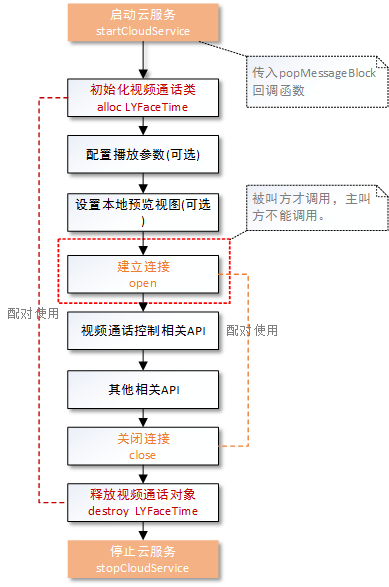 启动云服务
startCloudService
传入popMessageBlock
回调函数
初始化视频通话类
alloc LYFaceTime
配置播放参数(可选)
设置本地预览视图(可选
)
被叫方才调用，主叫
方不能调用。
建立连接
open
配对使用
视频通话控制相关API
配对使用
其他相关API
关闭连接
close
释放视频通话对象
destroy LYFaceTime
停止云服务
stopCloudService